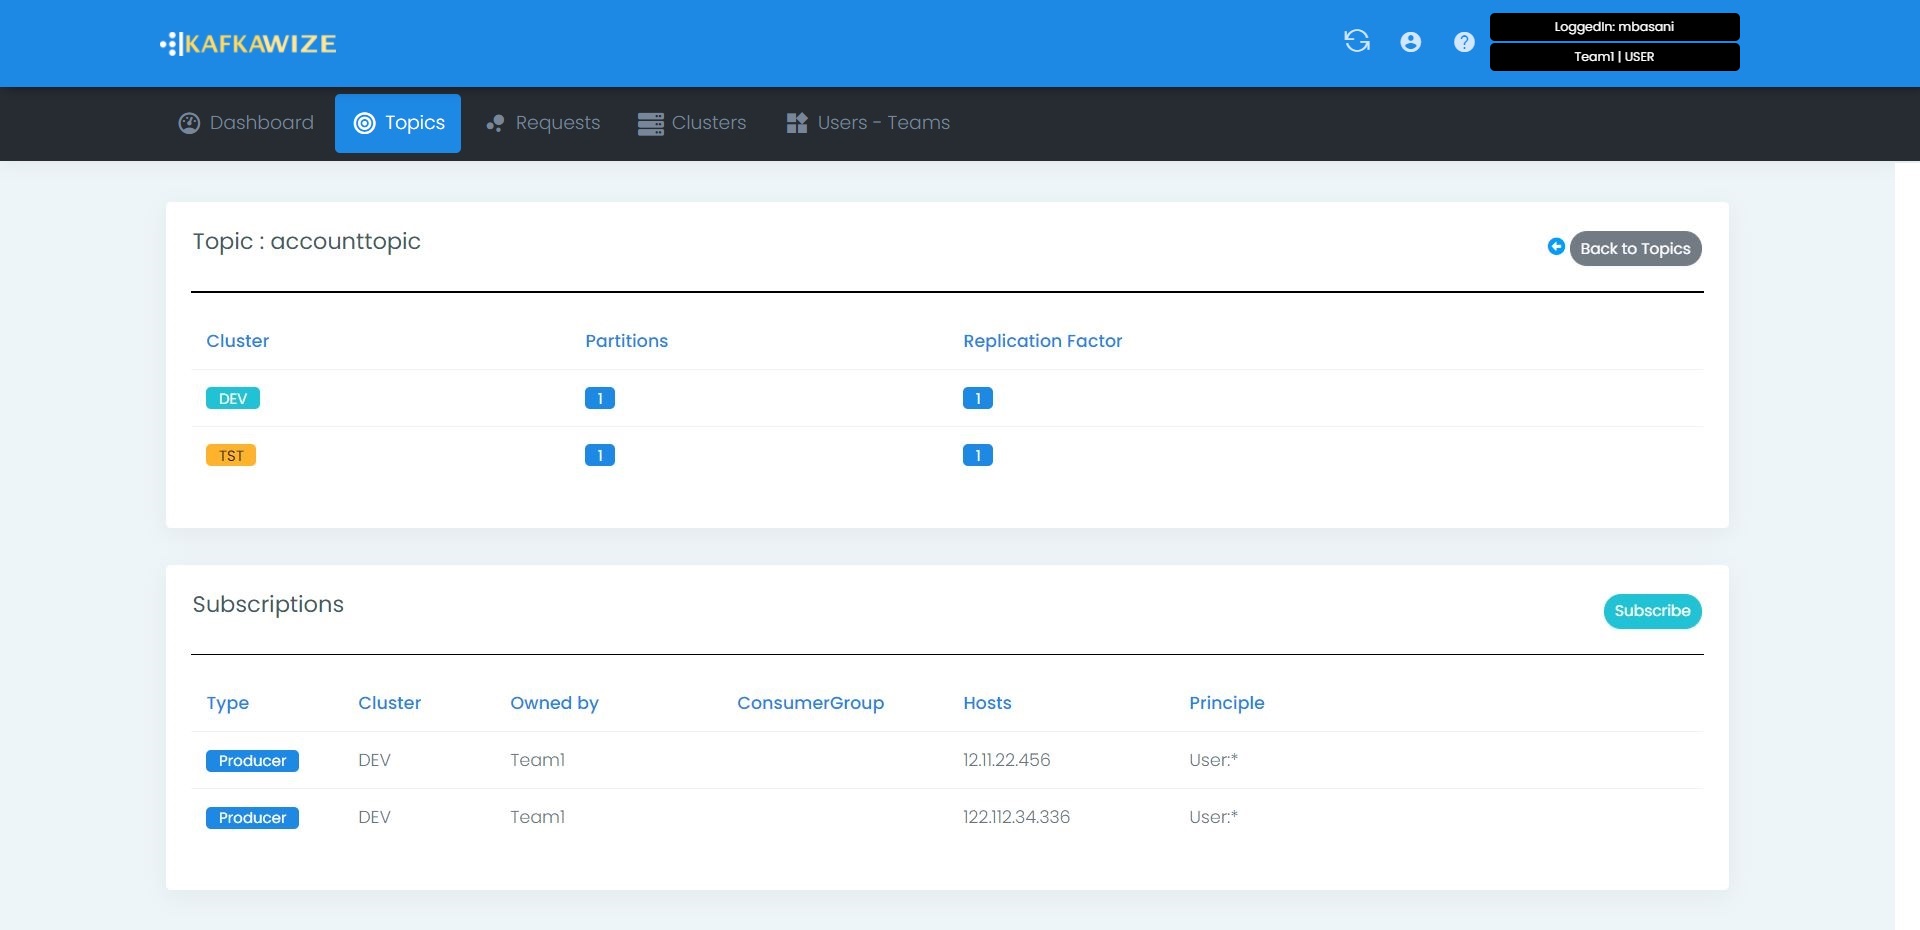 KAFKAWIZE
LoggedIn: mbasani
Team1 | USER
Dashboard Topics Requests Clusters Users - Teams
Topic : accounttopic
Back to Topics
Cluster Partitions Replication Factor
DEV 1 1
TST 1 1
Subscriptions
Subscribe
Type Cluster Owned by ConsumerGroup Hosts Principle
Producer DEV Team1 12.11.22.456 User:*
Producer DEV Team1 122.112.34.336 User:*